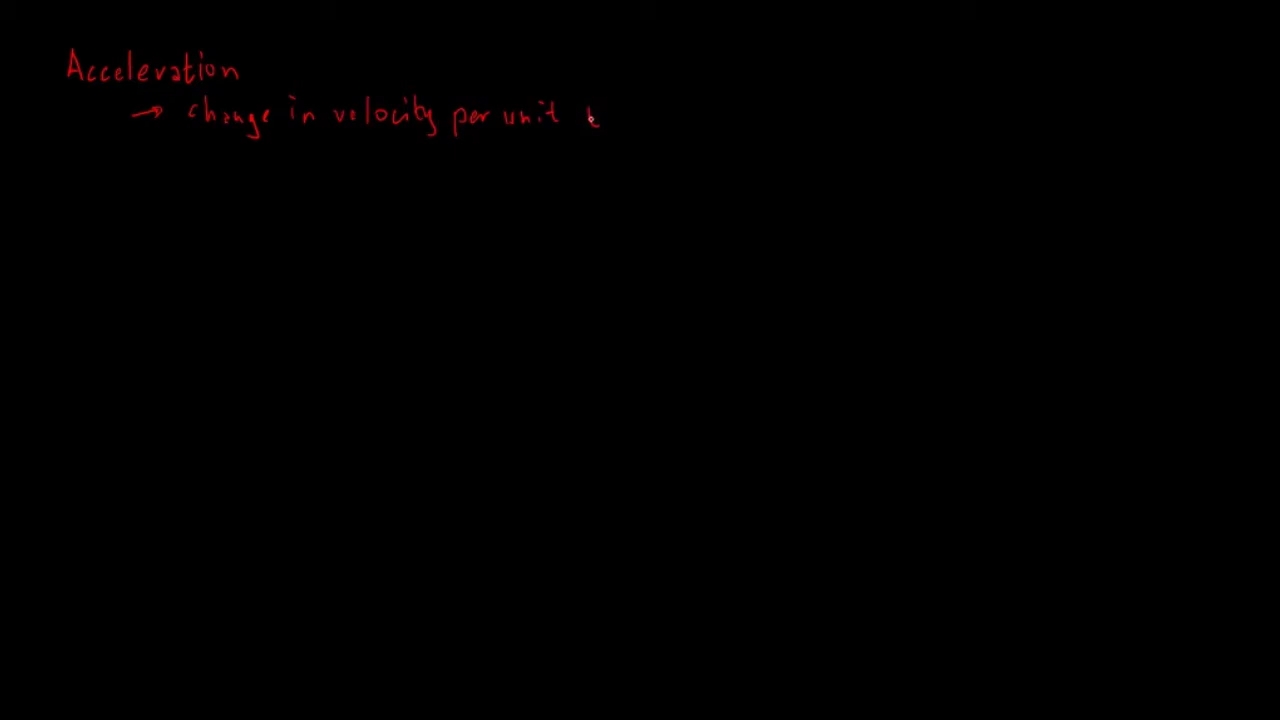 Acceleration
→ change in velocity per unit t